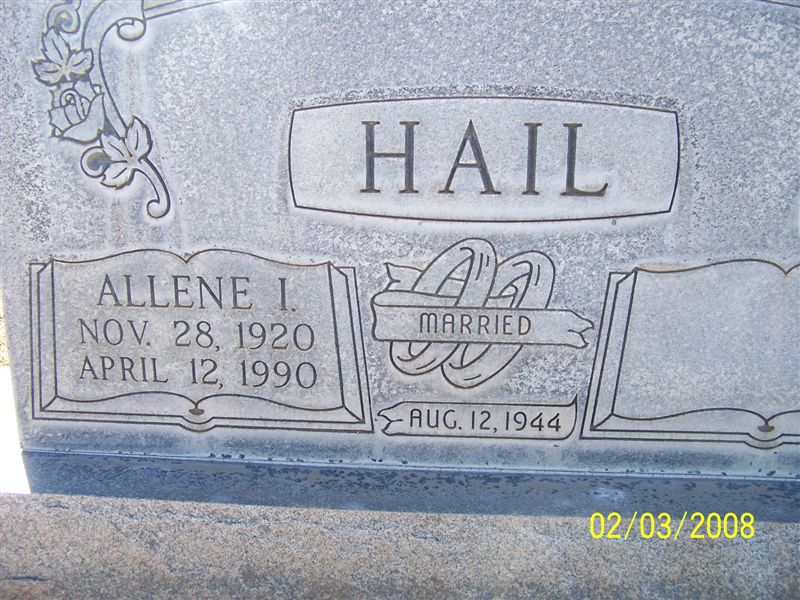 HAIL
ALLENE I.
NOV. 28, 1920
APRIL 12, 1990
MARRIED
AUG. 12, 1944
02/03/2008